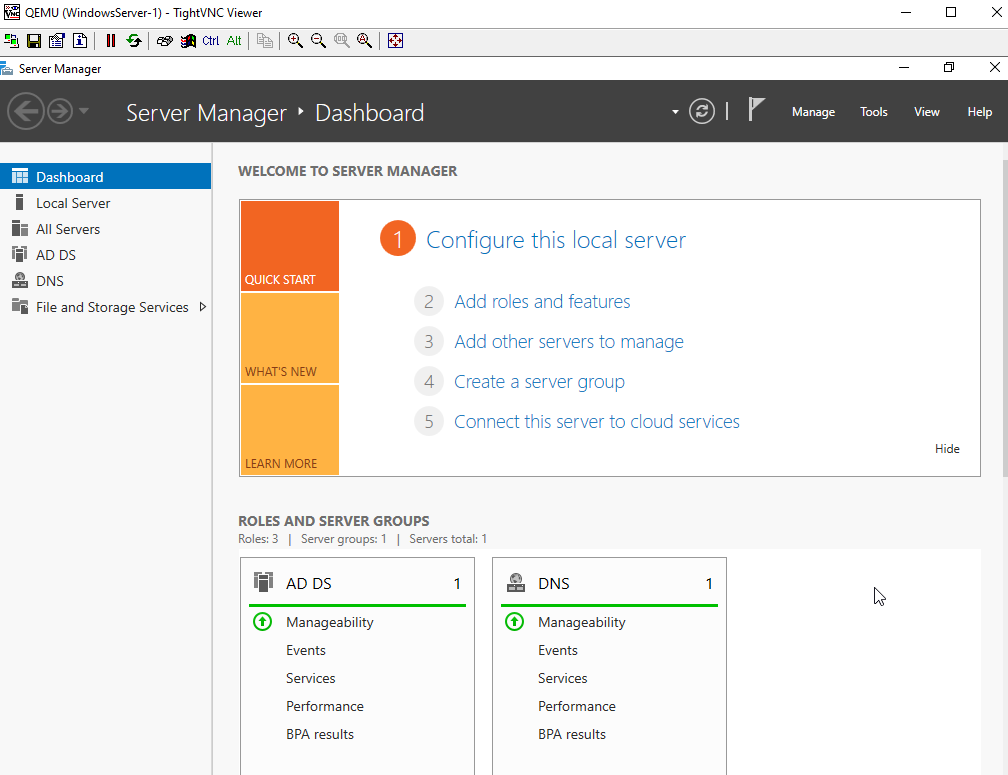 QEMU (WindowsServer-1) - TightVNC Viewer
Ctrl Alt
Server Manager
Server Manager ‣ Dashboard
Manage Tools View Help
Dashboard
Local Server
All Servers
AD DS
DNS
File and Storage Services
WELCOME TO SERVER MANAGER
QUICK START
WHAT'S NEW
LEARN MORE
1 Configure this local server
2 Add roles and features
3 Add other servers to manage
4 Create a server group
5 Connect this server to cloud services
Hide
ROLES AND SERVER GROUPS
Roles: 3 | Server groups: 1 | Servers total: 1
AD DS 1
Manageability
Events
Services
Performance
BPA results
DNS 1
Manageability
Events
Services
Performance
BPA results